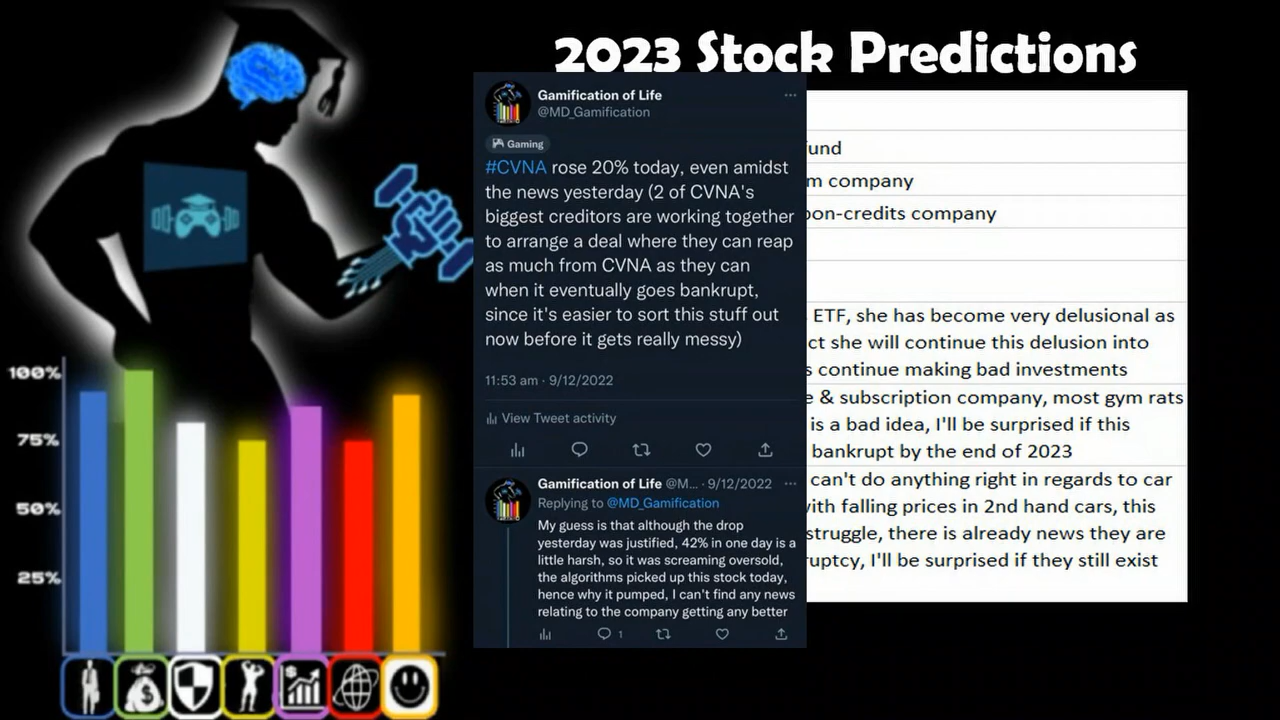 2023 Stock Predictions
Gamification of Life
@MD_Gamification
Gaming
#CVNA rose 20% today, even amidst
the news yesterday (2 of CVNA's
biggest creditors are working together
to arrange a deal where they can reap
as much from CVNA as they can
when it eventually goes bankrupt,
since it's easier to sort this stuff out
now before it gets really messy)
11:53 am · 9/12/2022
View Tweet activity
Gamification of Life @M... · 9/12/2022
Replying to @MD_Gamification
My guess is that although the drop
yesterday was justified, 42% in one day is a
little harsh, so it was screaming oversold,
the algorithms picked up this stock today,
hence why it pumped, I can't find any news
relating to the company getting any better
1
fund
m company
bon-credits company
ETF, she has become very delusional as
ct she will continue this delusion into
s continue making bad investments
e & subscription company, most gym rats
is a bad idea, I'll be surprised if this
bankrupt by the end of 2023
can't do anything right in regards to car
with falling prices in 2nd hand cars, this
struggle, there is already news they are
ruptcy, I'll be surprised if they still exist
100%
75%
50%
25%